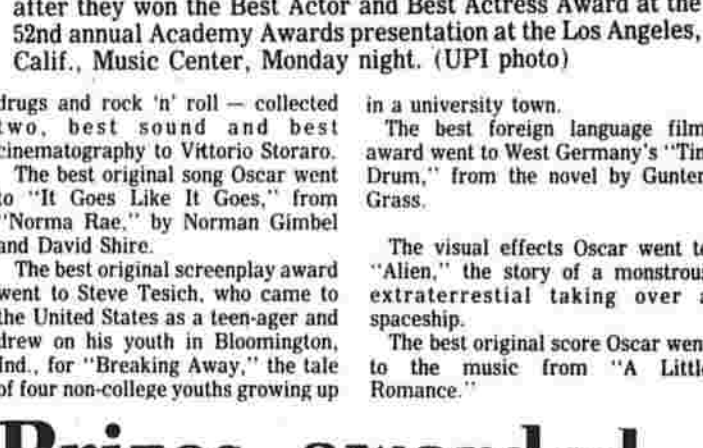 after they won the Best Actor and Best Actress Award at the
52nd annual Academy Awards presentation at the Los Angeles,
Calif., Music Center, Monday night. (UPI photo)
drugs and rock 'n' roll — collected
two, best sound and best
cinematography to Vittorio Storaro.
The best original song Oscar went
to "It Goes Like It Goes," from
"Norma Rae," by Norman Gimbel
and David Shire.
The best original screenplay award
went to Steve Tesich, who came to
the United States as a teen-ager and
drew on his youth in Bloomington,
Ind., for "Breaking Away," the tale
of four non-college youths growing up
in a university town.
The best foreign language film
award went to West Germany's "Tin
Drum," from the novel by Gunter
Grass.
The visual effects Oscar went to
"Alien," the story of a monstrous
extraterrestial taking over a
spaceship.
The best original score Oscar went
to the music from "A Little
Romance."
Prizes awarded